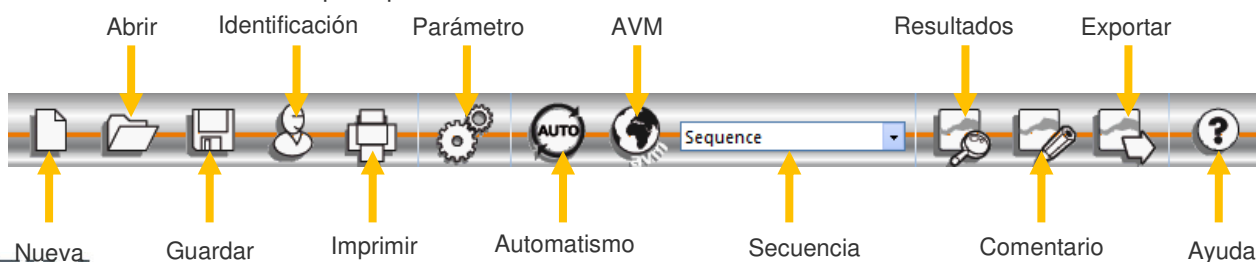 Abrir Identificación Parámetro AVM Resultados Exportar
AUTO Sequence ?
Nueva Guardar Imprimir Automatismo Secuencia Comentario Ayuda